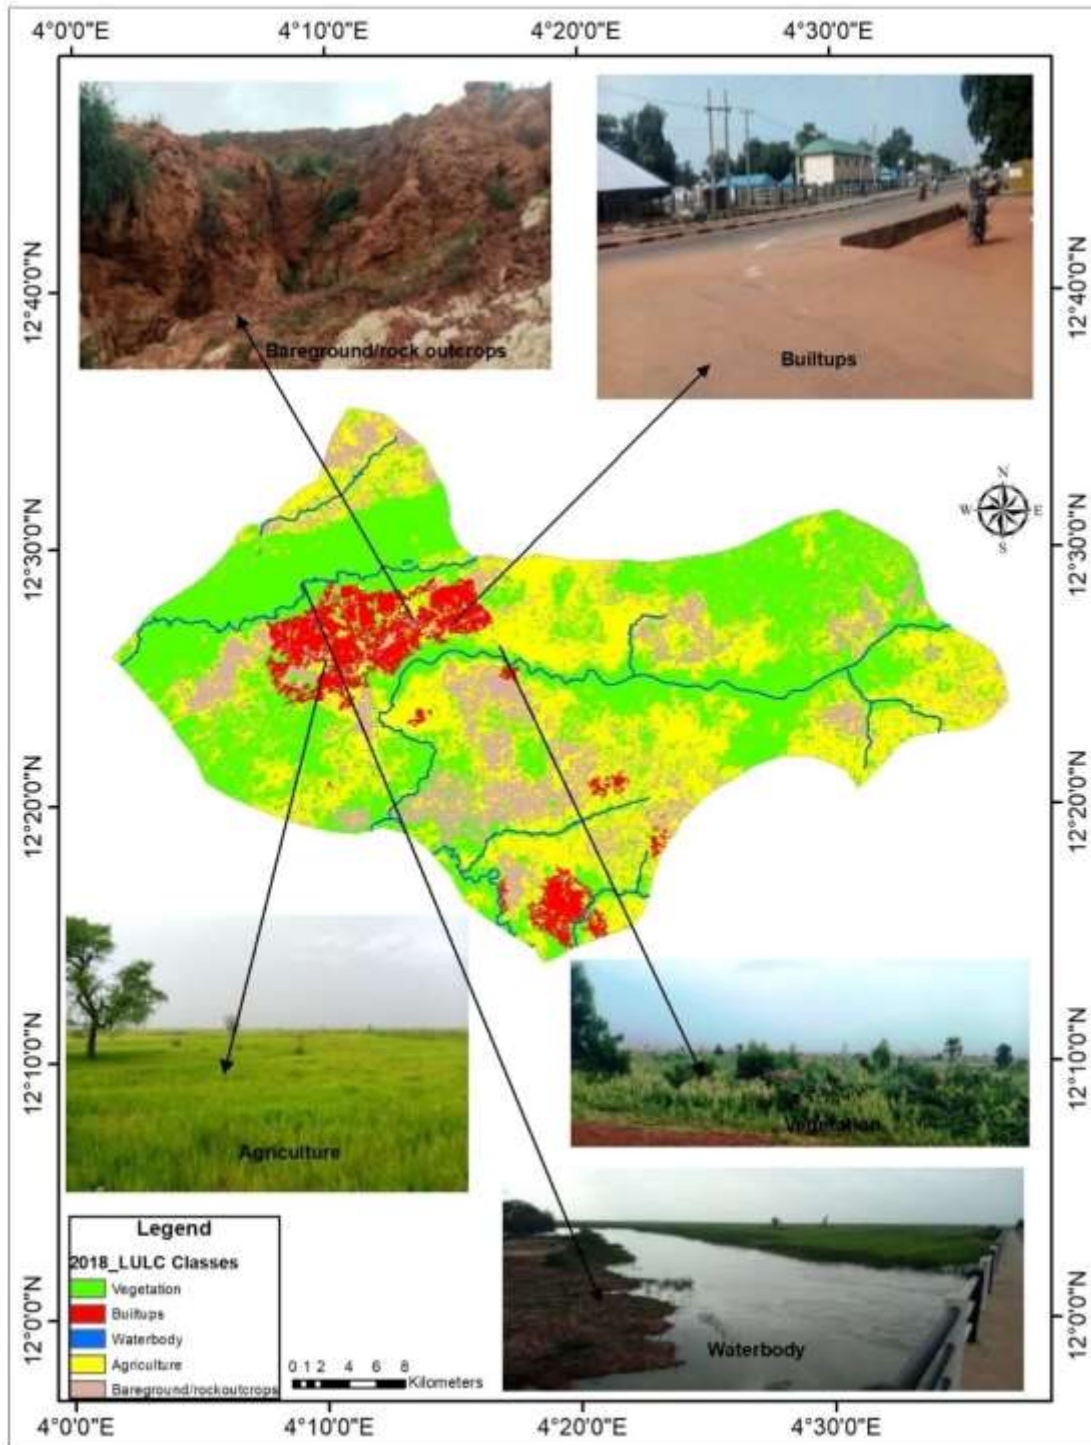 4°0'0"E 4°10'0"E 4°20'0"E 4°30'0"E
12°40'0"N
12°40'0"N
Bareground/rock outcrops
Builtups
N
W E
S
12°30'0"N
12°30'0"N
12°20'0"N
12°20'0"N
12°10'0"N
12°10'0"N
Vegetation
Agriculture
Legend
2018_LULC Classes
Vegetation
Builtups
Waterbody
Agriculture
Bareground/rockoutcrops
12°0'0"N
12°0'0"N
Waterbody
0 1 2 4 6 8
Kilometers
4°0'0"E 4°10'0"E 4°20'0"E 4°30'0"E